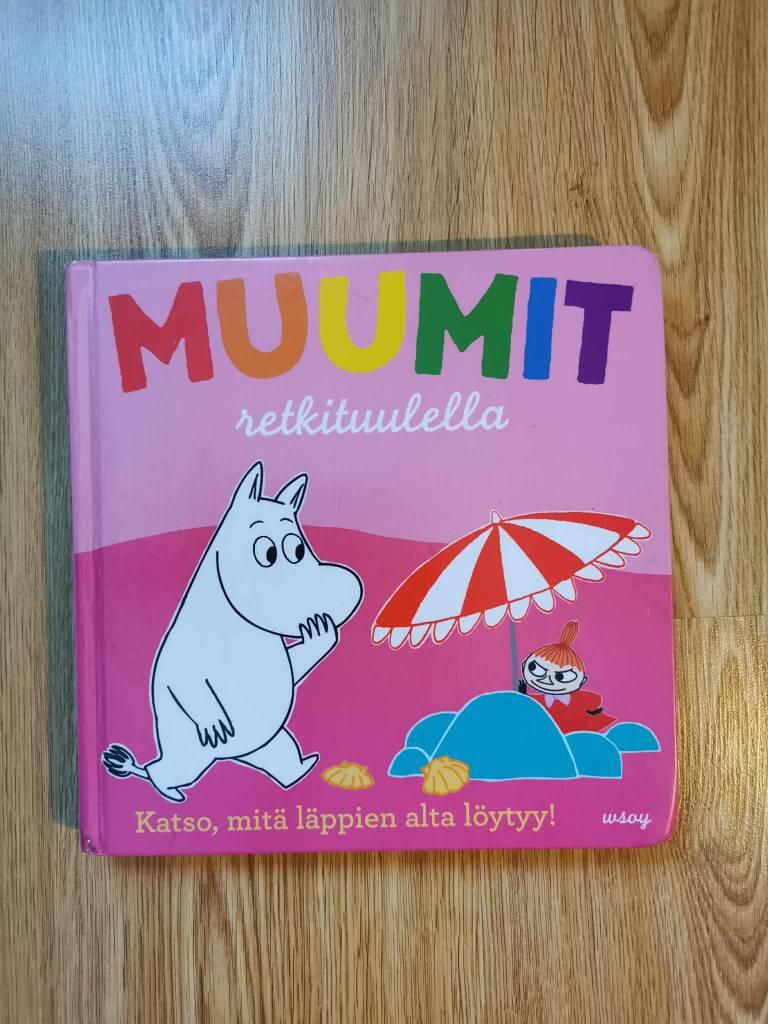 MUUMIT
retkituulella
Katso, mitä läppien alta löytyy!
wsoy